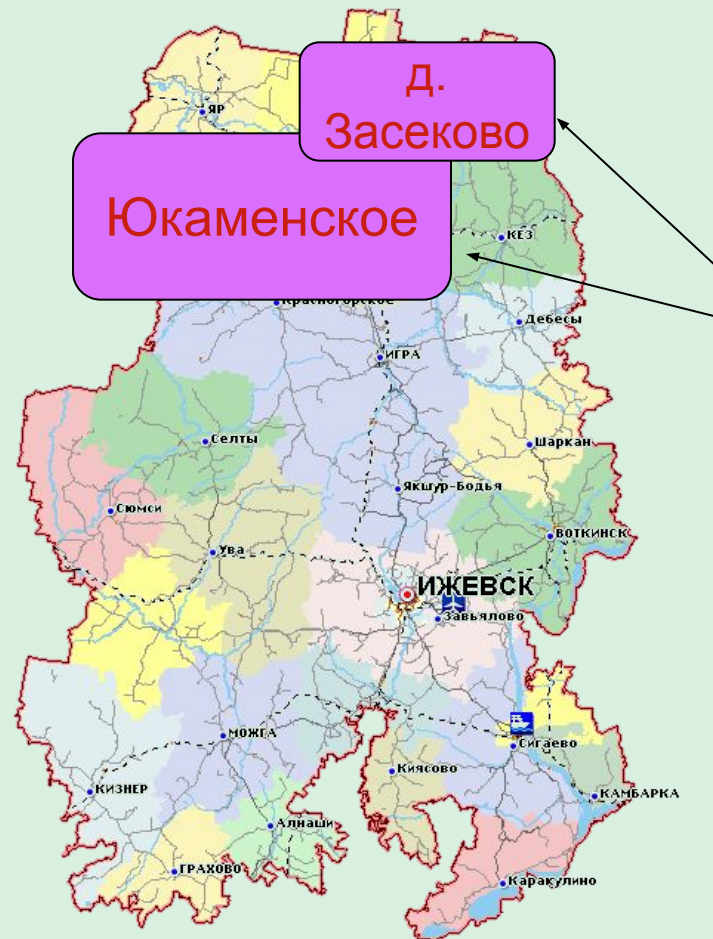 д.
Засеково
ЯР
Юкаменское
КЕЗ
Красногорское
Дебесы
ИГРА
Селты
Шаркан
Якшур-Бодья
Сюмси
Ува
ВОТКИНСК
ИЖЕВСК
Завьялово
МОЖГА
Сигаево
Киясово
КИЗНЕР
КАМБАРКА
Алнаши
ГРАХОВО
Каракулино